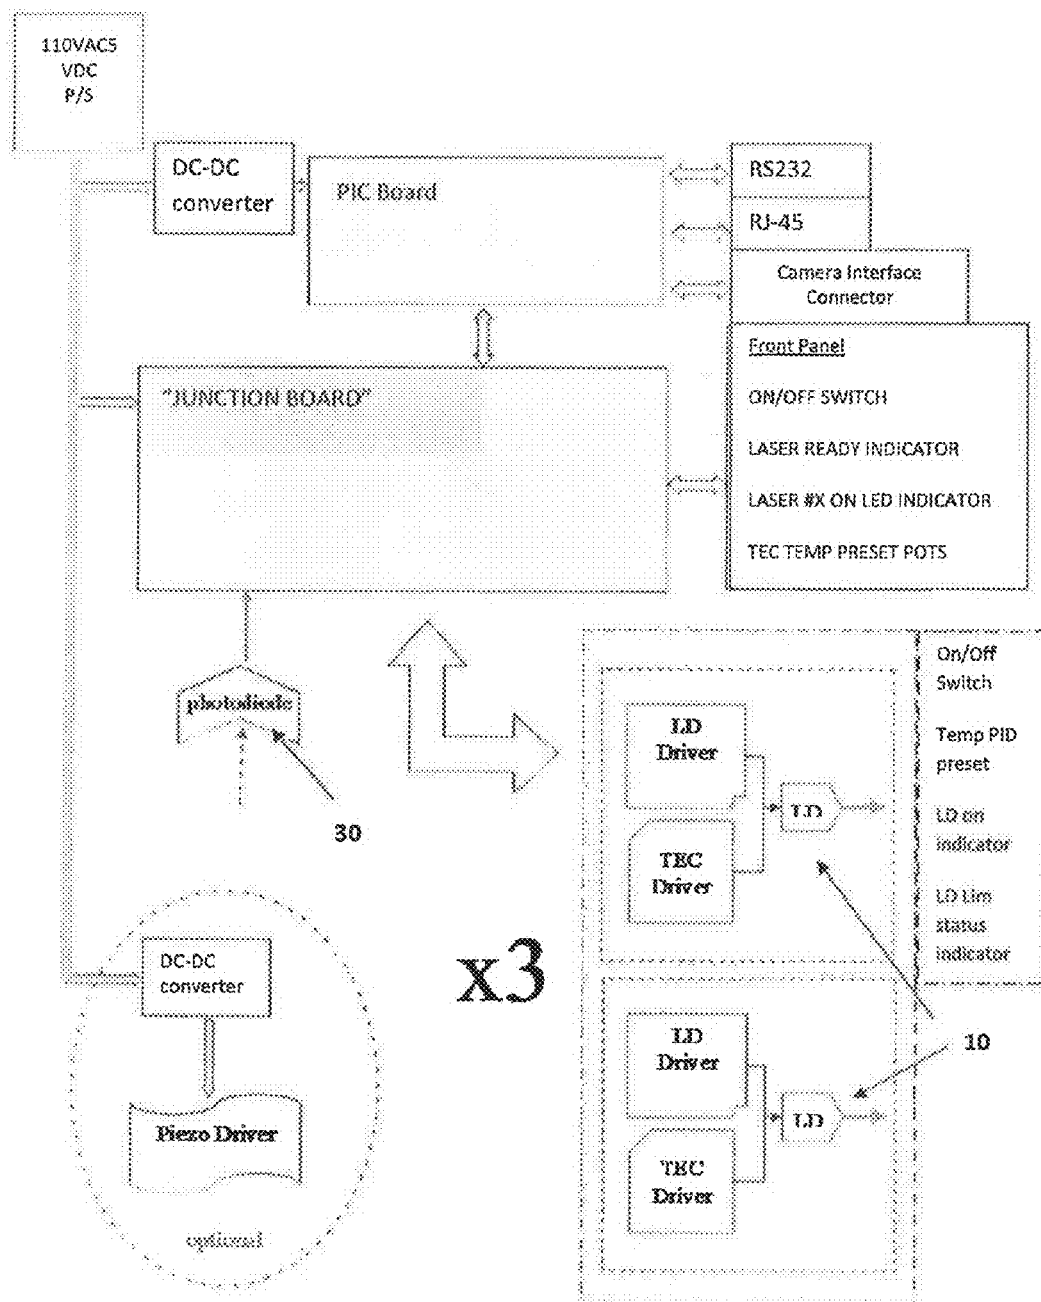 110VAC5
VDC
P/S
DC-DC
converter
PIC Board
RS232
RJ-45
Camera Interface
Connector
Front Panel
ON/OFF SWITCH
LASER READY INDICATOR
LASER #X ON LED INDICATOR
TEC TEMP PRESET POTS
"JUNCTION BOARD"
photodiode
30
On/Off
Switch
Temp PID
preset
LD on
indicator
LD Lim
status
indicator
LD
Driver
TEC
Driver
LD
x3
LD
Driver
TEC
Driver
LD
10
DC-DC
converter
Piezo Driver
optional